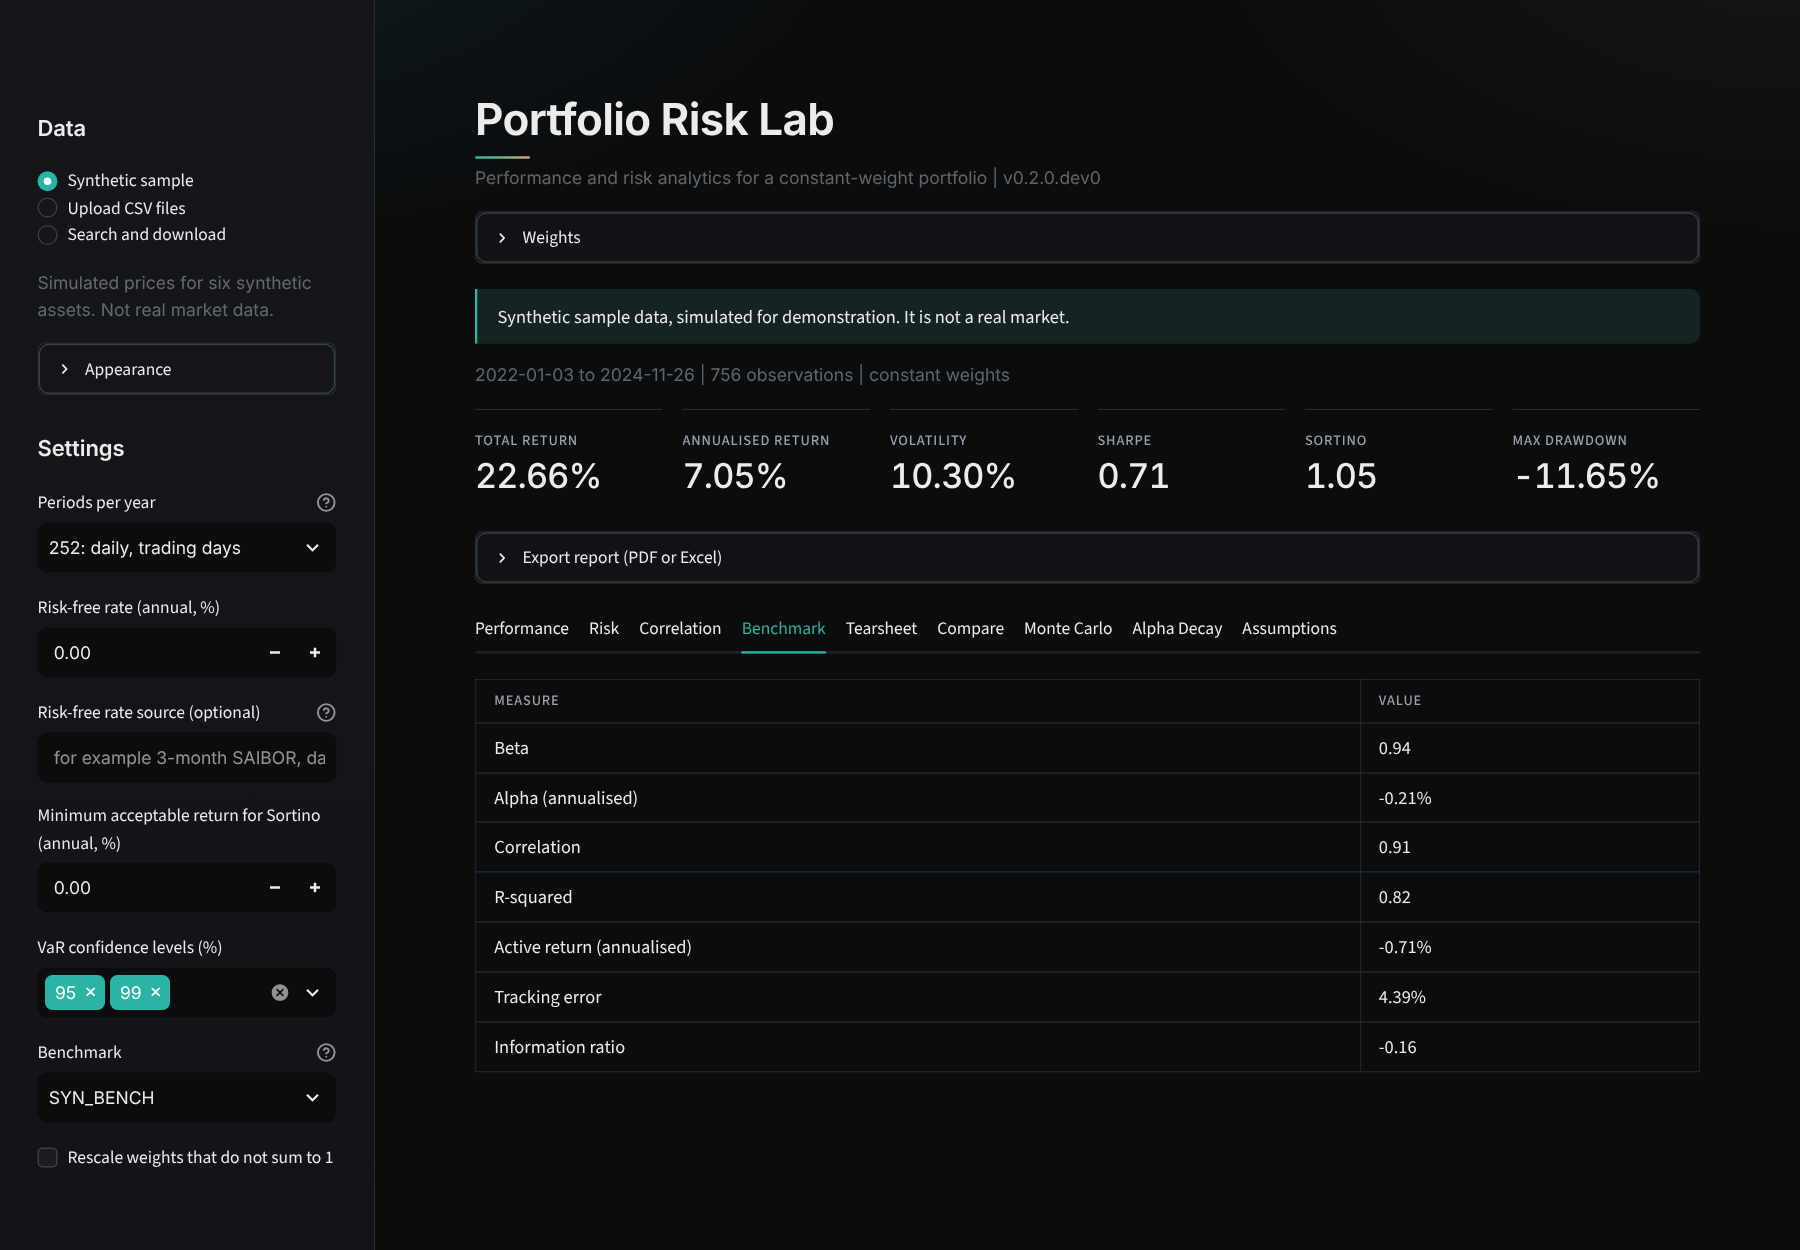 Data
Synthetic sample
Upload CSV files
Search and download
Simulated prices for six synthetic
assets. Not real market data.
Appearance
Settings
Periods per year
252: daily, trading days
Risk-free rate (annual, %)
0.00
Risk-free rate source (optional)
for example 3-month SAIBOR, da
Minimum acceptable return for Sortino
(annual, %)
0.00
VaR confidence levels (%)
95 99
Benchmark
SYN_BENCH
Rescale weights that do not sum to 1
Portfolio Risk Lab
Performance and risk analytics for a constant-weight portfolio | v0.2.0.dev0
Weights
Synthetic sample data, simulated for demonstration. It is not a real market.
2022-01-03 to 2024-11-26 | 756 observations | constant weights
TOTAL RETURN ANNUALISED RETURN VOLATILITY SHARPE SORTINO MAX DRAWDOWN
22.66% 7.05% 10.30% 0.71 1.05 -11.65%
Export report (PDF or Excel)
Performance Risk Correlation Benchmark Tearsheet Compare Monte Carlo Alpha Decay Assumptions
MEASURE VALUE
Beta 0.94
Alpha (annualised) -0.21%
Correlation 0.91
R-squared 0.82
Active return (annualised) -0.71%
Tracking error 4.39%
Information ratio -0.16